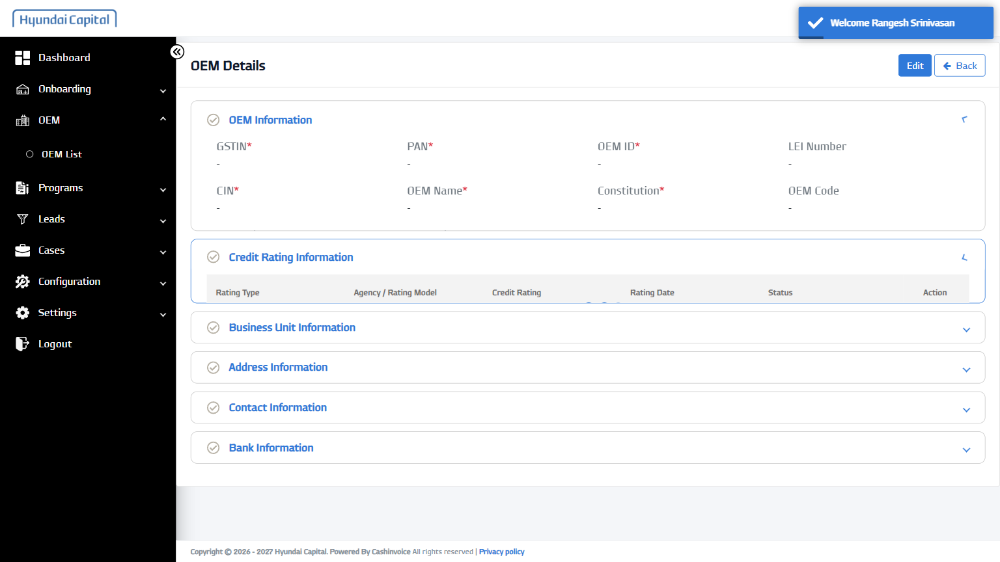 Hyundai Capital
Welcome Rangesh Srinivasan
Dashboard
Onboarding
OEM
OEM List
Programs
Leads
Cases
Configuration
Settings
Logout
OEM Details
Edit
Back
OEM Information
GSTIN* PAN* OEM ID* LEI Number
- - - -
CIN* OEM Name* Constitution* OEM Code
- - - -
Credit Rating Information
Rating Type Agency / Rating Model Credit Rating Rating Date Status Action
Business Unit Information
Address Information
Contact Information
Bank Information
Copyright © 2026 - 2027 Hyundai Capital. Powered By Cashinvoice All rights reserved | Privacy policy